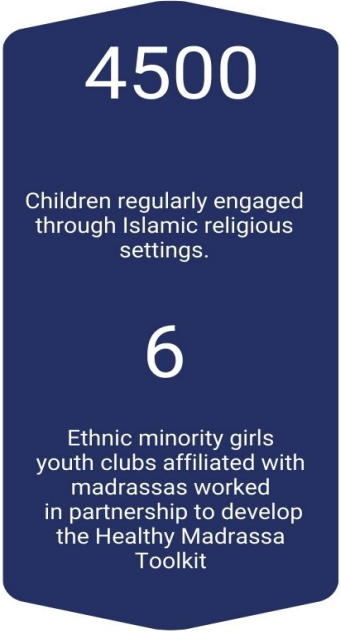 4500
Children regularly engaged
through Islamic religious
settings.
6
Ethnic minority girls
youth clubs affiliated with
madrassas worked
in partnership to develop
the Healthy Madrassa
Toolkit